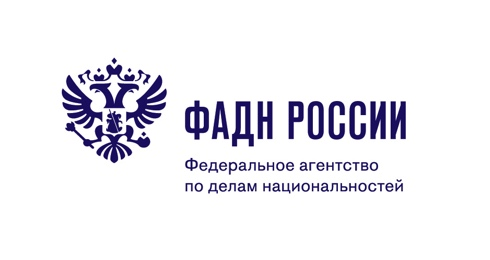 ФАДН РОССИИ
Федеральное агентство
по делам национальностей